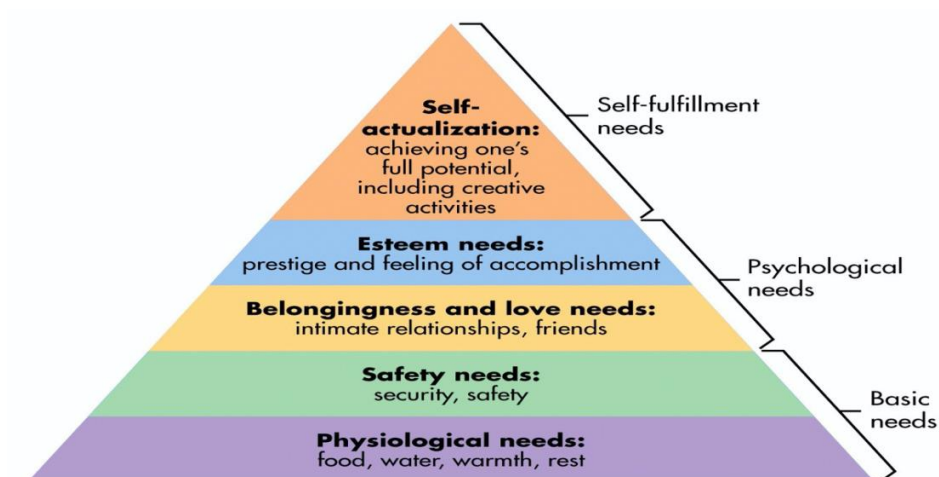 Self-
actualization:
achieving one's
full potential,
including creative
activities
Self-fulfillment
needs
Esteem needs:
prestige and feeling of accomplishment
Psychological
needs
Belongingness and love needs:
intimate relationships, friends
Safety needs:
security, safety
Basic
needs
Physiological needs:
food, water, warmth, rest